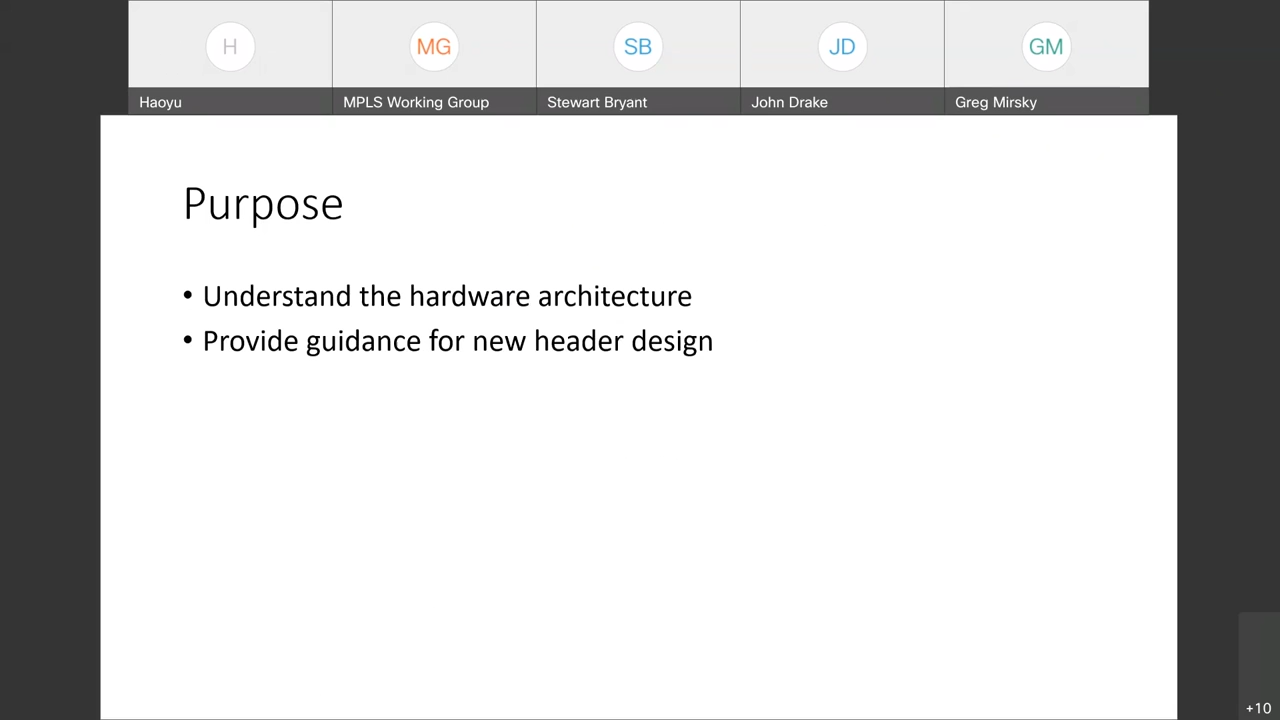 H
MG
SB
JD
GM
Haoyu
MPLS Working Group
Stewart Bryant
John Drake
Greg Mirsky
Purpose
• Understand the hardware architecture
• Provide guidance for new header design
+10